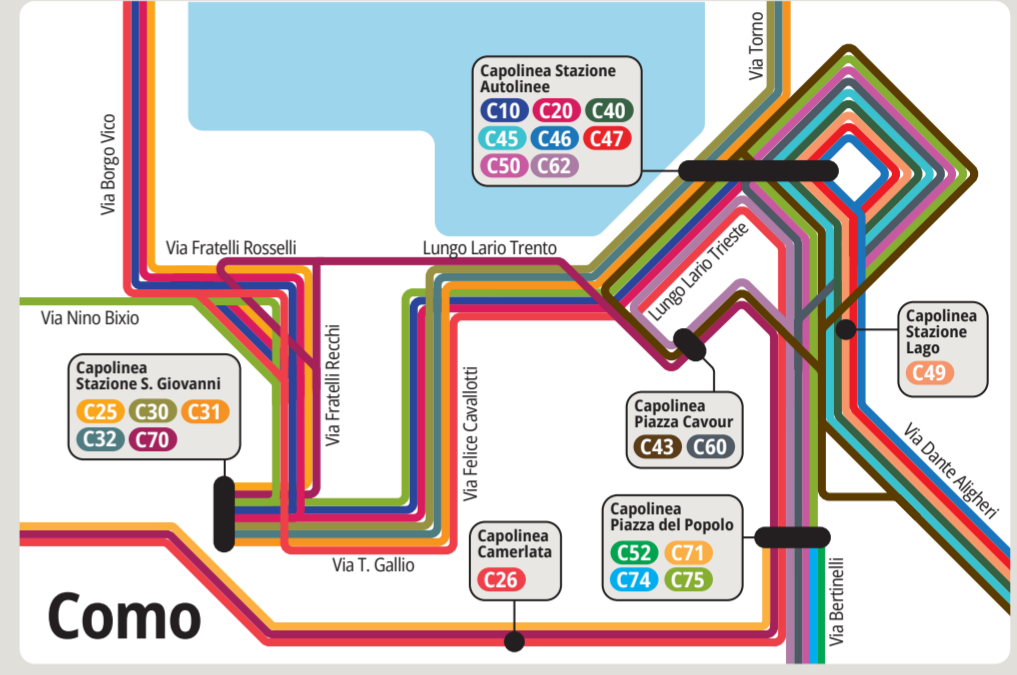 Via Torno
Capolinea Stazione
Autolinee
C10 C20 C40
C45 C46 C47
C50 C62
Via Borgo Vico
Via Fratelli Rosselli
Lungo Lario Trento
Lungo Lario Trieste
Via Nino Bixio
Capolinea
Stazione
Lago
C49
Via Fratelli Recchi
Capolinea
Stazione S. Giovanni
C25 C30 C31
C32 C70
Via Felice Cavallotti
Capolinea
Piazza Cavour
C43 C60
Via Dante Aligheri
Capolinea
Piazza del Popolo
C52 C71
C74 C75
Capolinea
Camerlata
C26
Via T. Gallio
Via Bertinelli
Como